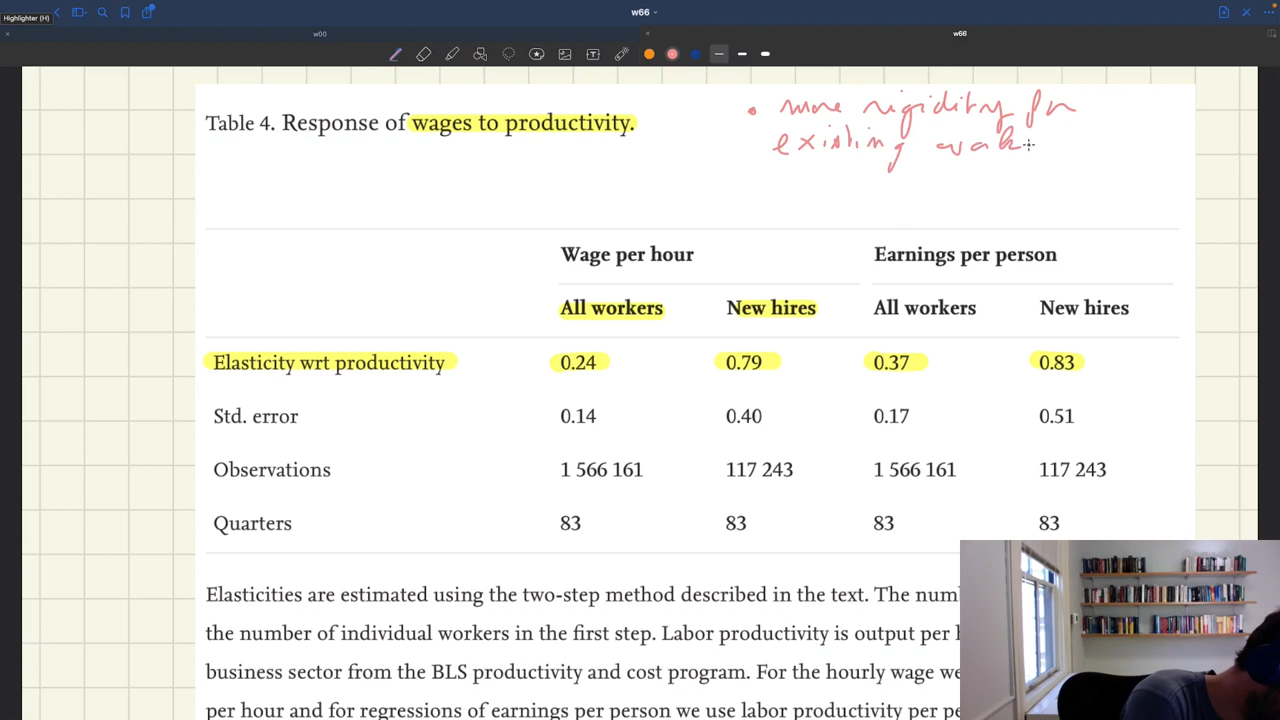 Highlighter (H)
w66
w00
w66
Table 4. Response of wages to productivity.
• more rigidity for
existing work
Wage per hour Earnings per person
All workers New hires All workers New hires
Elasticity wrt productivity 0.24 0.79 0.37 0.83
Std. error 0.14 0.40 0.17 0.51
Observations 1 566 161 117 243 1 566 161 117 243
Quarters 83 83 83 83
Elasticities are estimated using the two-step method described in the text. The num
the number of individual workers in the first step. Labor productivity is output per
business sector from the BLS productivity and cost program. For the hourly wage we
per hour and for regressions of earnings per person we use labor productivity per pe